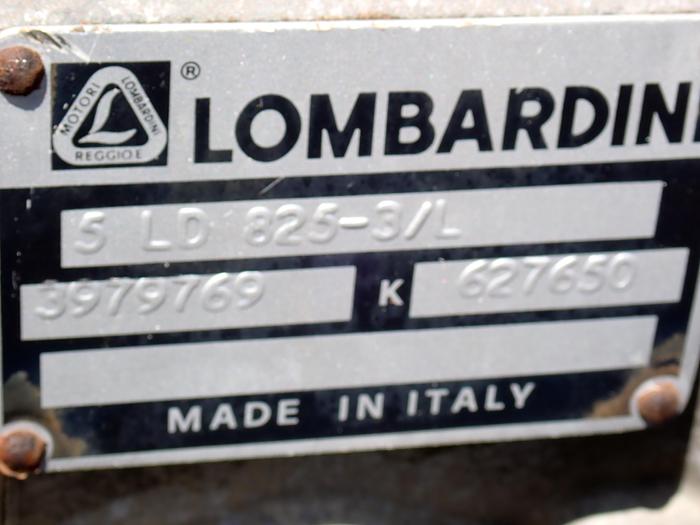 MOTORI LOMBARDINI
REGGIO E
® LOMBARDINI
5 LD 825-3/L
3979769 K 627650
MADE IN ITALY